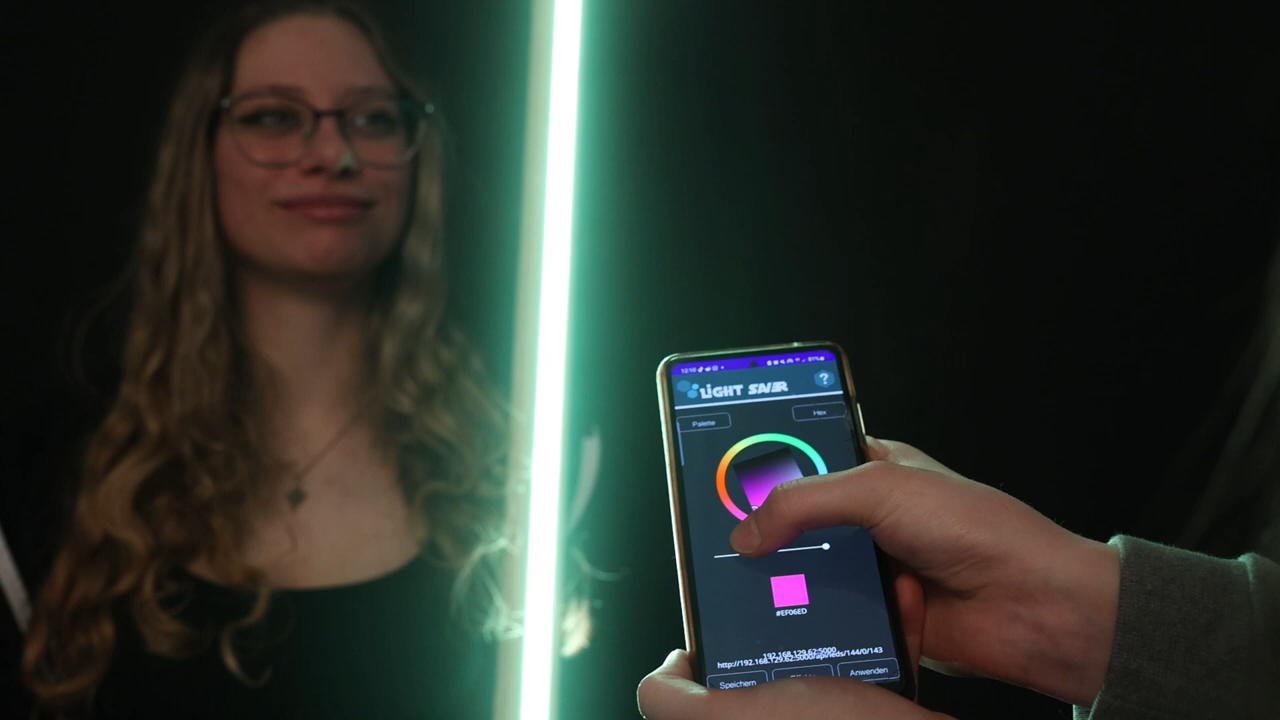 LIGHT SAVER
?
Palette
Hex
#EF06ED
192.168.129.62:5000
http://192.168.129.62:5000/api/leds/144/0/143
Speichern
Anwenden